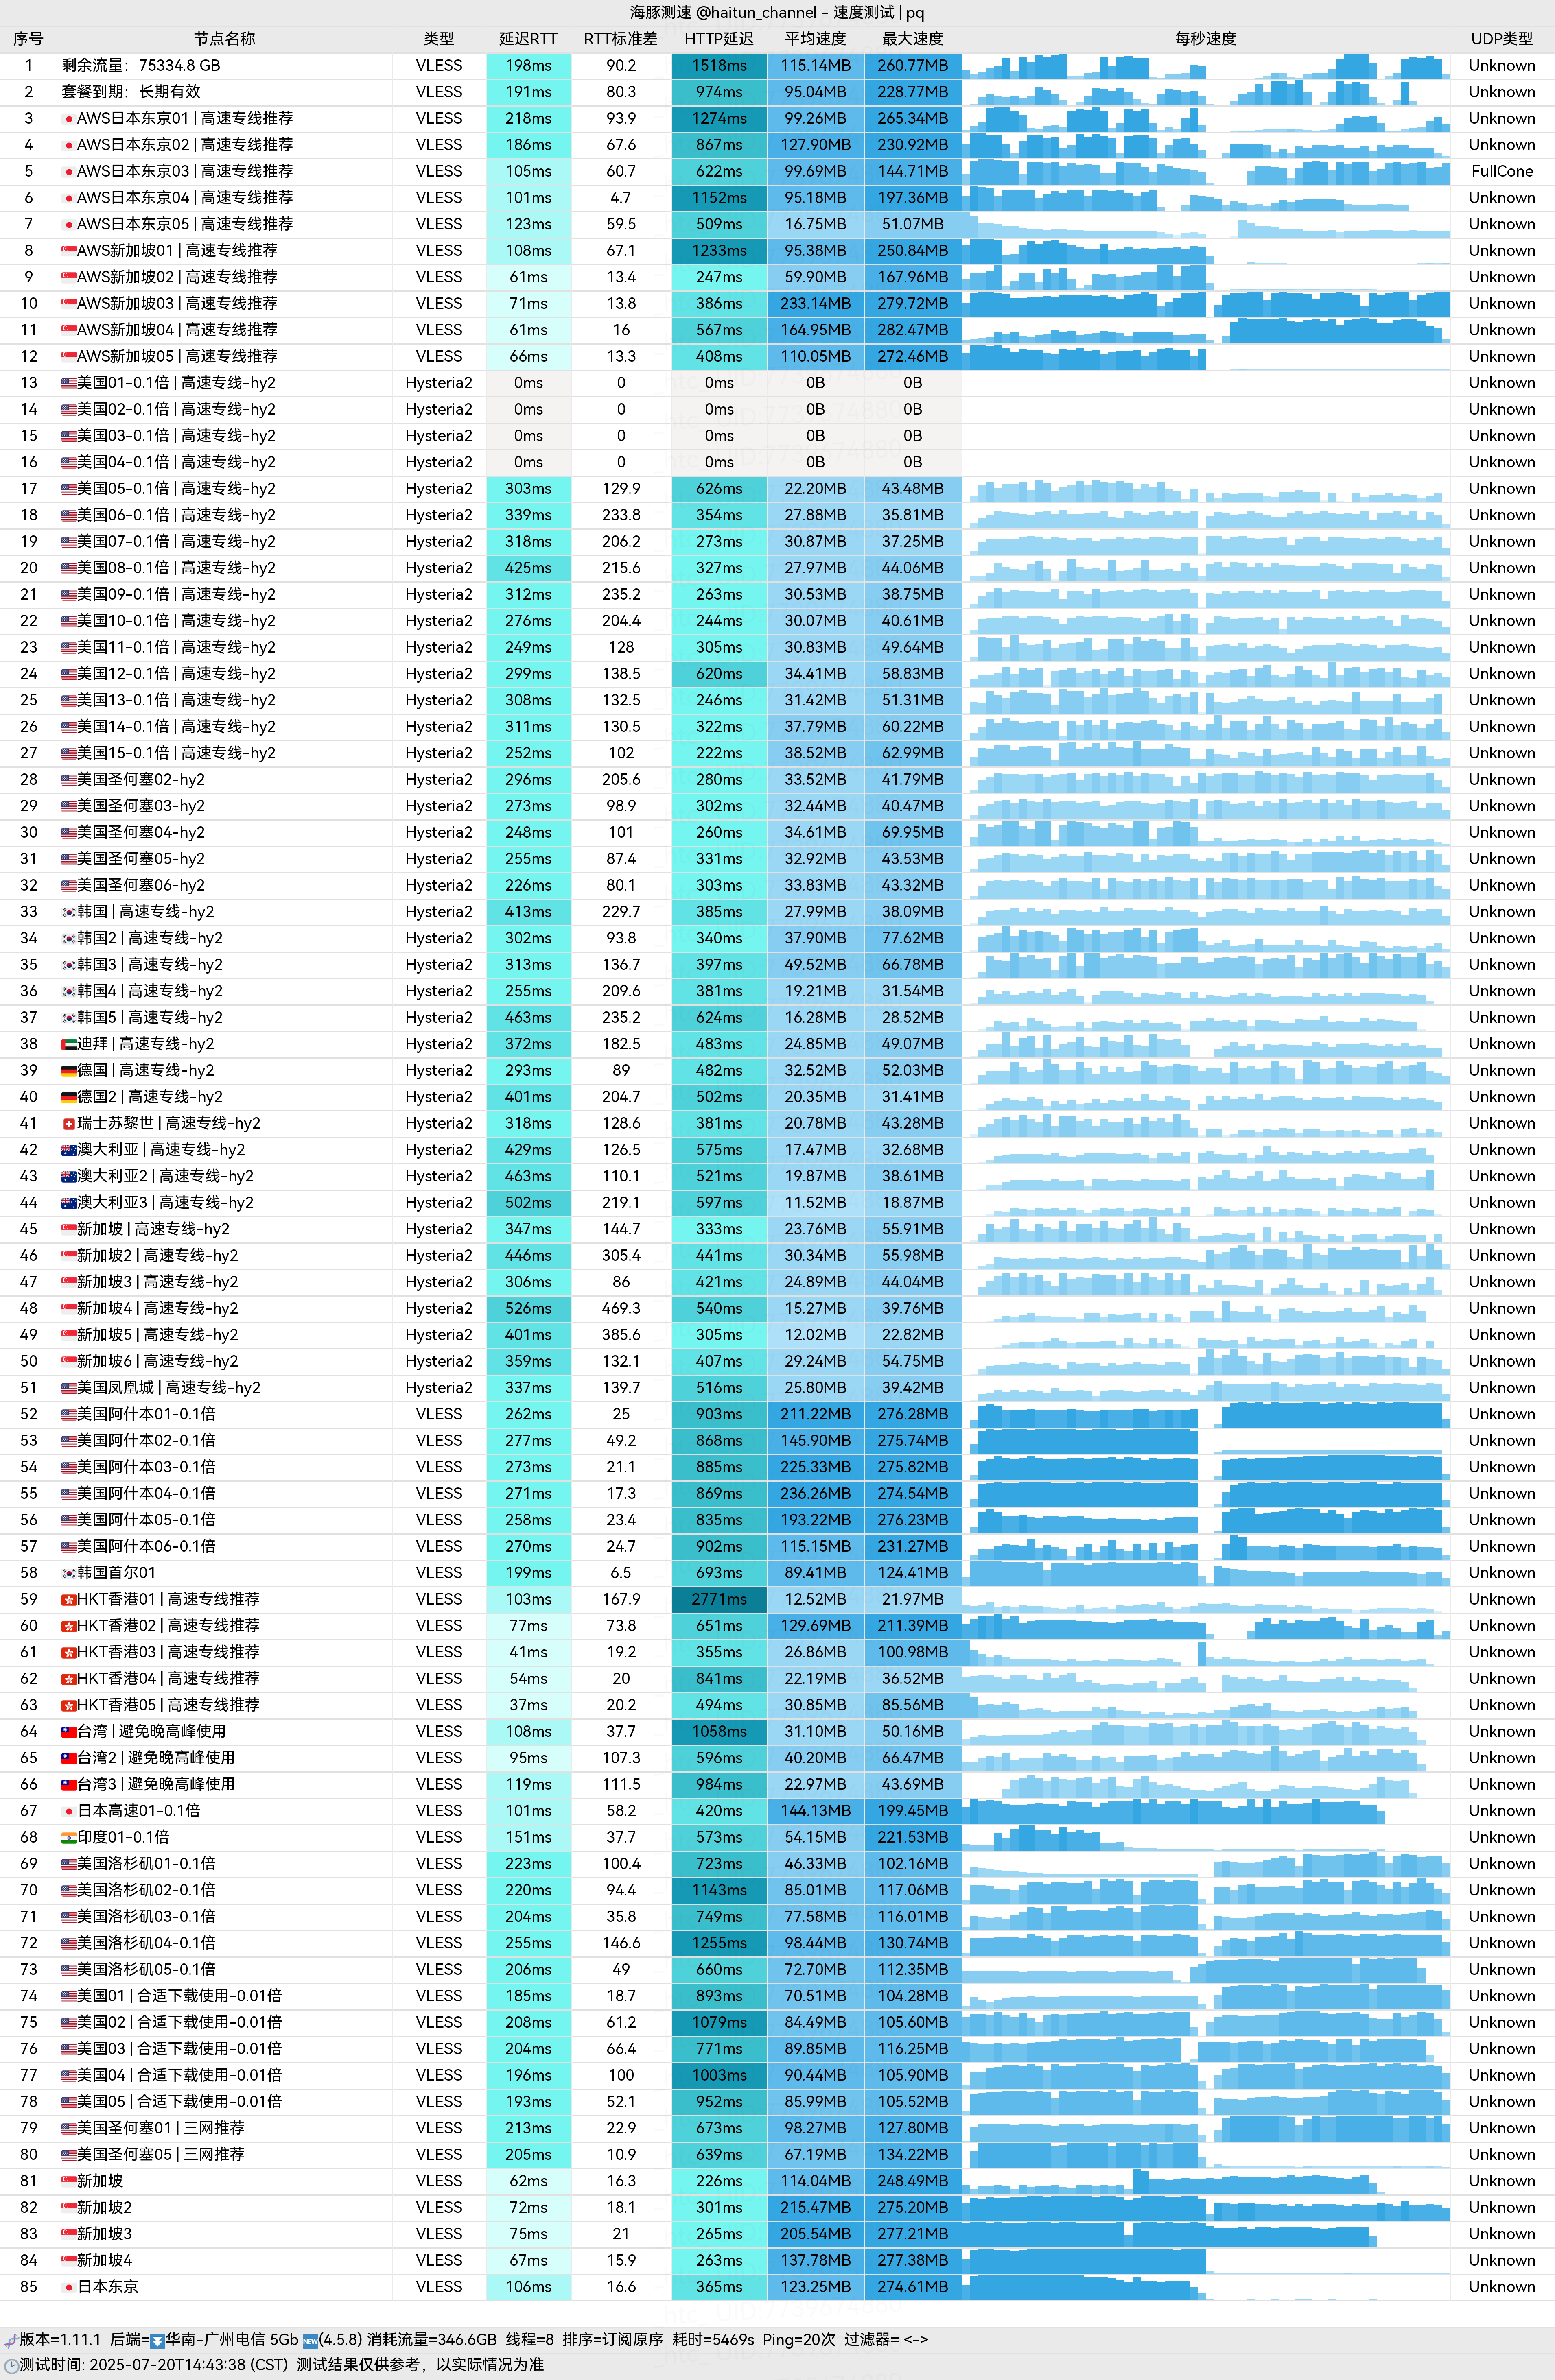 海豚测速 @haitun_channel - 速度测试 | pq
序号 节点名称 类型 延迟RTT RTT标准差 HTTP延迟 平均速度 最大速度 每秒速度 UDP类型
1 剩余流量：75334.8 GB VLESS 198ms 90.2 1518ms 115.14MB 260.77MB Unknown
2 套餐到期：长期有效 VLESS 191ms 80.3 974ms 95.04MB 228.77MB Unknown
3 AWS日本东京01 | 高速专线推荐 VLESS 218ms 93.9 1274ms 99.26MB 265.34MB Unknown
4 AWS日本东京02 | 高速专线推荐 VLESS 186ms 67.6 867ms 127.90MB 230.92MB Unknown
5 AWS日本东京03 | 高速专线推荐 VLESS 105ms 60.7 622ms 99.69MB 144.71MB FullCone
6 AWS日本东京04 | 高速专线推荐 VLESS 101ms 4.7 1152ms 95.18MB 197.36MB Unknown
7 AWS日本东京05 | 高速专线推荐 VLESS 123ms 59.5 509ms 16.75MB 51.07MB Unknown
8 AWS新加坡01 | 高速专线推荐 VLESS 108ms 67.1 1233ms 95.38MB 250.84MB Unknown
9 AWS新加坡02 | 高速专线推荐 VLESS 61ms 13.4 247ms 59.90MB 167.96MB Unknown
10 AWS新加坡03 | 高速专线推荐 VLESS 71ms 13.8 386ms 233.14MB 279.72MB Unknown
11 AWS新加坡04 | 高速专线推荐 VLESS 61ms 16 567ms 164.95MB 282.47MB Unknown
12 AWS新加坡05 | 高速专线推荐 VLESS 66ms 13.3 408ms 110.05MB 272.46MB Unknown
13 美国01-0.1倍 | 高速专线-hy2 Hysteria2 0ms 0 0ms 0B 0B Unknown
14 美国02-0.1倍 | 高速专线-hy2 Hysteria2 0ms 0 0ms 0B 0B Unknown
15 美国03-0.1倍 | 高速专线-hy2 Hysteria2 0ms 0 0ms 0B 0B Unknown
16 美国04-0.1倍 | 高速专线-hy2 Hysteria2 0ms 0 0ms 0B 0B Unknown
17 美国05-0.1倍 | 高速专线-hy2 Hysteria2 303ms 129.9 626ms 22.20MB 43.48MB Unknown
18 美国06-0.1倍 | 高速专线-hy2 Hysteria2 339ms 233.8 354ms 27.88MB 35.81MB Unknown
19 美国07-0.1倍 | 高速专线-hy2 Hysteria2 318ms 206.2 273ms 30.87MB 37.25MB Unknown
20 美国08-0.1倍 | 高速专线-hy2 Hysteria2 425ms 215.6 327ms 27.97MB 44.06MB Unknown
21 美国09-0.1倍 | 高速专线-hy2 Hysteria2 312ms 235.2 263ms 30.53MB 38.75MB Unknown
22 美国10-0.1倍 | 高速专线-hy2 Hysteria2 276ms 204.4 244ms 30.07MB 40.61MB Unknown
23 美国11-0.1倍 | 高速专线-hy2 Hysteria2 249ms 128 305ms 30.83MB 49.64MB Unknown
24 美国12-0.1倍 | 高速专线-hy2 Hysteria2 299ms 138.5 620ms 34.41MB 58.83MB Unknown
25 美国13-0.1倍 | 高速专线-hy2 Hysteria2 308ms 132.5 246ms 31.42MB 51.31MB Unknown
26 美国14-0.1倍 | 高速专线-hy2 Hysteria2 311ms 130.5 322ms 37.79MB 60.22MB Unknown
27 美国15-0.1倍 | 高速专线-hy2 Hysteria2 252ms 102 222ms 38.52MB 62.99MB Unknown
28 美国圣何塞02-hy2 Hysteria2 296ms 205.6 280ms 33.52MB 41.79MB Unknown
29 美国圣何塞03-hy2 Hysteria2 273ms 98.9 302ms 32.44MB 40.47MB Unknown
30 美国圣何塞04-hy2 Hysteria2 248ms 101 260ms 34.61MB 69.95MB Unknown
31 美国圣何塞05-hy2 Hysteria2 255ms 87.4 331ms 32.92MB 43.53MB Unknown
32 美国圣何塞06-hy2 Hysteria2 226ms 80.1 303ms 33.83MB 43.32MB Unknown
33 韩国 | 高速专线-hy2 Hysteria2 413ms 229.7 385ms 27.99MB 38.09MB Unknown
34 韩国2 | 高速专线-hy2 Hysteria2 302ms 93.8 340ms 37.90MB 77.62MB Unknown
35 韩国3 | 高速专线-hy2 Hysteria2 313ms 136.7 397ms 49.52MB 66.78MB Unknown
36 韩国4 | 高速专线-hy2 Hysteria2 255ms 209.6 381ms 19.21MB 31.54MB Unknown
37 韩国5 | 高速专线-hy2 Hysteria2 463ms 235.2 624ms 16.28MB 28.52MB Unknown
38 迪拜 | 高速专线-hy2 Hysteria2 372ms 182.5 483ms 24.85MB 49.07MB Unknown
39 德国 | 高速专线-hy2 Hysteria2 293ms 89 482ms 32.52MB 52.03MB Unknown
40 德国2 | 高速专线-hy2 Hysteria2 401ms 204.7 502ms 20.35MB 31.41MB Unknown
41 瑞士苏黎世 | 高速专线-hy2 Hysteria2 318ms 128.6 381ms 20.78MB 43.28MB Unknown
42 澳大利亚 | 高速专线-hy2 Hysteria2 429ms 126.5 575ms 17.47MB 32.68MB Unknown
43 澳大利亚2 | 高速专线-hy2 Hysteria2 463ms 110.1 521ms 19.87MB 38.61MB Unknown
44 澳大利亚3 | 高速专线-hy2 Hysteria2 502ms 219.1 597ms 11.52MB 18.87MB Unknown
45 新加坡 | 高速专线-hy2 Hysteria2 347ms 144.7 333ms 23.76MB 55.91MB Unknown
46 新加坡2 | 高速专线-hy2 Hysteria2 446ms 305.4 441ms 30.34MB 55.98MB Unknown
47 新加坡3 | 高速专线-hy2 Hysteria2 306ms 86 421ms 24.89MB 44.04MB Unknown
48 新加坡4 | 高速专线-hy2 Hysteria2 526ms 469.3 540ms 15.27MB 39.76MB Unknown
49 新加坡5 | 高速专线-hy2 Hysteria2 401ms 385.6 305ms 12.02MB 22.82MB Unknown
50 新加坡6 | 高速专线-hy2 Hysteria2 359ms 132.1 407ms 29.24MB 54.75MB Unknown
51 美国凤凰城 | 高速专线-hy2 Hysteria2 337ms 139.7 516ms 25.80MB 39.42MB Unknown
52 美国阿什本01-0.1倍 VLESS 262ms 25 903ms 211.22MB 276.28MB Unknown
53 美国阿什本02-0.1倍 VLESS 277ms 49.2 868ms 145.90MB 275.74MB Unknown
54 美国阿什本03-0.1倍 VLESS 273ms 21.1 885ms 225.33MB 275.82MB Unknown
55 美国阿什本04-0.1倍 VLESS 271ms 17.3 869ms 236.26MB 274.54MB Unknown
56 美国阿什本05-0.1倍 VLESS 258ms 23.4 835ms 193.22MB 276.23MB Unknown
57 美国阿什本06-0.1倍 VLESS 270ms 24.7 902ms 115.15MB 231.27MB Unknown
58 韩国首尔01 VLESS 199ms 6.5 693ms 89.41MB 124.41MB Unknown
59 HKT香港01 | 高速专线推荐 VLESS 103ms 167.9 2771ms 12.52MB 21.97MB Unknown
60 HKT香港02 | 高速专线推荐 VLESS 77ms 73.8 651ms 129.69MB 211.39MB Unknown
61 HKT香港03 | 高速专线推荐 VLESS 41ms 19.2 355ms 26.86MB 100.98MB Unknown
62 HKT香港04 | 高速专线推荐 VLESS 54ms 20 841ms 22.19MB 36.52MB Unknown
63 HKT香港05 | 高速专线推荐 VLESS 37ms 20.2 494ms 30.85MB 85.56MB Unknown
64 台湾 | 避免晚高峰使用 VLESS 108ms 37.7 1058ms 31.10MB 50.16MB Unknown
65 台湾2 | 避免晚高峰使用 VLESS 95ms 107.3 596ms 40.20MB 66.47MB Unknown
66 台湾3 | 避免晚高峰使用 VLESS 119ms 111.5 984ms 22.97MB 43.69MB Unknown
67 日本高速01-0.1倍 VLESS 101ms 58.2 420ms 144.13MB 199.45MB Unknown
68 印度01-0.1倍 VLESS 151ms 37.7 573ms 54.15MB 221.53MB Unknown
69 美国洛杉矶01-0.1倍 VLESS 223ms 100.4 723ms 46.33MB 102.16MB Unknown
70 美国洛杉矶02-0.1倍 VLESS 220ms 94.4 1143ms 85.01MB 117.06MB Unknown
71 美国洛杉矶03-0.1倍 VLESS 204ms 35.8 749ms 77.58MB 116.01MB Unknown
72 美国洛杉矶04-0.1倍 VLESS 255ms 146.6 1255ms 98.44MB 130.74MB Unknown
73 美国洛杉矶05-0.1倍 VLESS 206ms 49 660ms 72.70MB 112.35MB Unknown
74 美国01 | 合适下载使用-0.01倍 VLESS 185ms 18.7 893ms 70.51MB 104.28MB Unknown
75 美国02 | 合适下载使用-0.01倍 VLESS 208ms 61.2 1079ms 84.49MB 105.60MB Unknown
76 美国03 | 合适下载使用-0.01倍 VLESS 204ms 66.4 771ms 89.85MB 116.25MB Unknown
77 美国04 | 合适下载使用-0.01倍 VLESS 196ms 100 1003ms 90.44MB 105.90MB Unknown
78 美国05 | 合适下载使用-0.01倍 VLESS 193ms 52.1 952ms 85.99MB 105.52MB Unknown
79 美国圣何塞01 | 三网推荐 VLESS 213ms 22.9 673ms 98.27MB 127.80MB Unknown
80 美国圣何塞05 | 三网推荐 VLESS 205ms 10.9 639ms 67.19MB 134.22MB Unknown
81 新加坡 VLESS 62ms 16.3 226ms 114.04MB 248.49MB Unknown
82 新加坡2 VLESS 72ms 18.1 301ms 215.47MB 275.20MB Unknown
83 新加坡3 VLESS 75ms 21 265ms 205.54MB 277.21MB Unknown
84 新加坡4 VLESS 67ms 15.9 263ms 137.78MB 277.38MB Unknown
85 日本东京 VLESS 106ms 16.6 365ms 123.25MB 274.61MB Unknown
版本=1.11.1 后端=华南-广州电信 5Gb NEW(4.5.8) 消耗流量=346.6GB 线程=8 排序=订阅原序 耗时=5469s Ping=20次 过滤器= <->
测试时间: 2025-07-20T14:43:38 (CST) 测试结果仅供参考，以实际情况为准